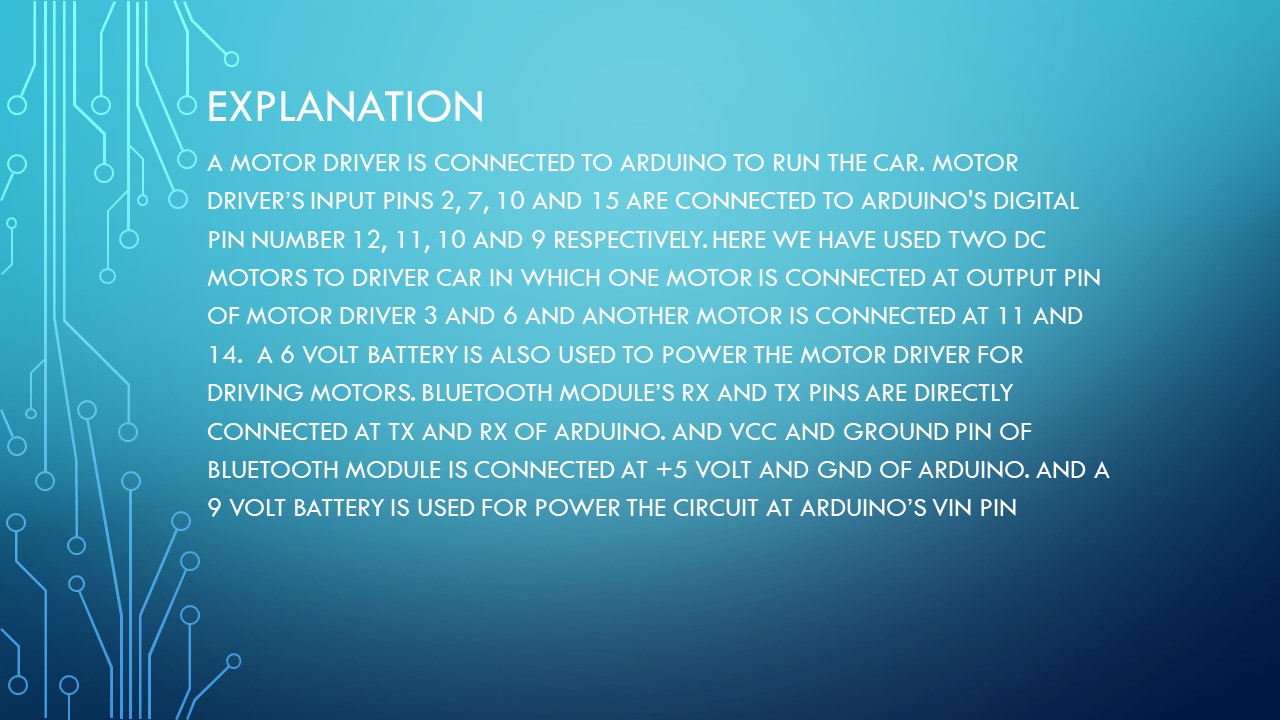 EXPLANATION
A MOTOR DRIVER IS CONNECTED TO ARDUINO TO RUN THE CAR. MOTOR
DRIVER’S INPUT PINS 2, 7, 10 AND 15 ARE CONNECTED TO ARDUINO'S DIGITAL
PIN NUMBER 12, 11, 10 AND 9 RESPECTIVELY. HERE WE HAVE USED TWO DC
MOTORS TO DRIVER CAR IN WHICH ONE MOTOR IS CONNECTED AT OUTPUT PIN
OF MOTOR DRIVER 3 AND 6 AND ANOTHER MOTOR IS CONNECTED AT 11 AND
14.  A 6 VOLT BATTERY IS ALSO USED TO POWER THE MOTOR DRIVER FOR
DRIVING MOTORS. BLUETOOTH MODULE’S RX AND TX PINS ARE DIRECTLY
CONNECTED AT TX AND RX OF ARDUINO. AND VCC AND GROUND PIN OF
BLUETOOTH MODULE IS CONNECTED AT +5 VOLT AND GND OF ARDUINO. AND A
9 VOLT BATTERY IS USED FOR POWER THE CIRCUIT AT ARDUINO’S VIN PIN